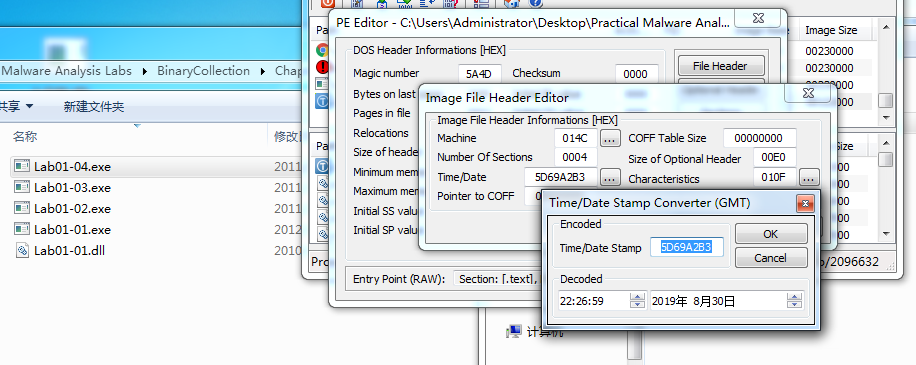 PE Editor - C:\Users\Administrator\Desktop\Practical Malware Anal...
Image Size
DOS Header Informations [HEX]
00230000
00230000
Magic number 5A4D Checksum 0000
File Header
Malware Analysis Labs BinaryCollection
Bytes on last
Image File Header Editor
Pages in file
Image File Header Informations [HEX]
新建文件夹
Relocations
Machine 014C ... COFF Table Size 00000000
名称 修改日
Size of header
Number Of Sections 0004 Size of Optional Header 00E0
Lab01-04.exe 2011
Minimum mem
Time/Date 5D69A2B3 ... Characteristics 010F ...
Lab01-03.exe 2011
Maximum mem
Pointer to COFF
Lab01-02.exe 2011
Initial SS value
Time/Date Stamp Converter (GMT)
Lab01-01.exe 2012
Initial SP value
Encoded
Time/Date Stamp 5D69A2B3
OK
Cancel
Lab01-01.dll 2010
Entry Point (RAW): Section: [.text],
/2096632
Decoded
22:26:59 2019年 8月30日
计算机